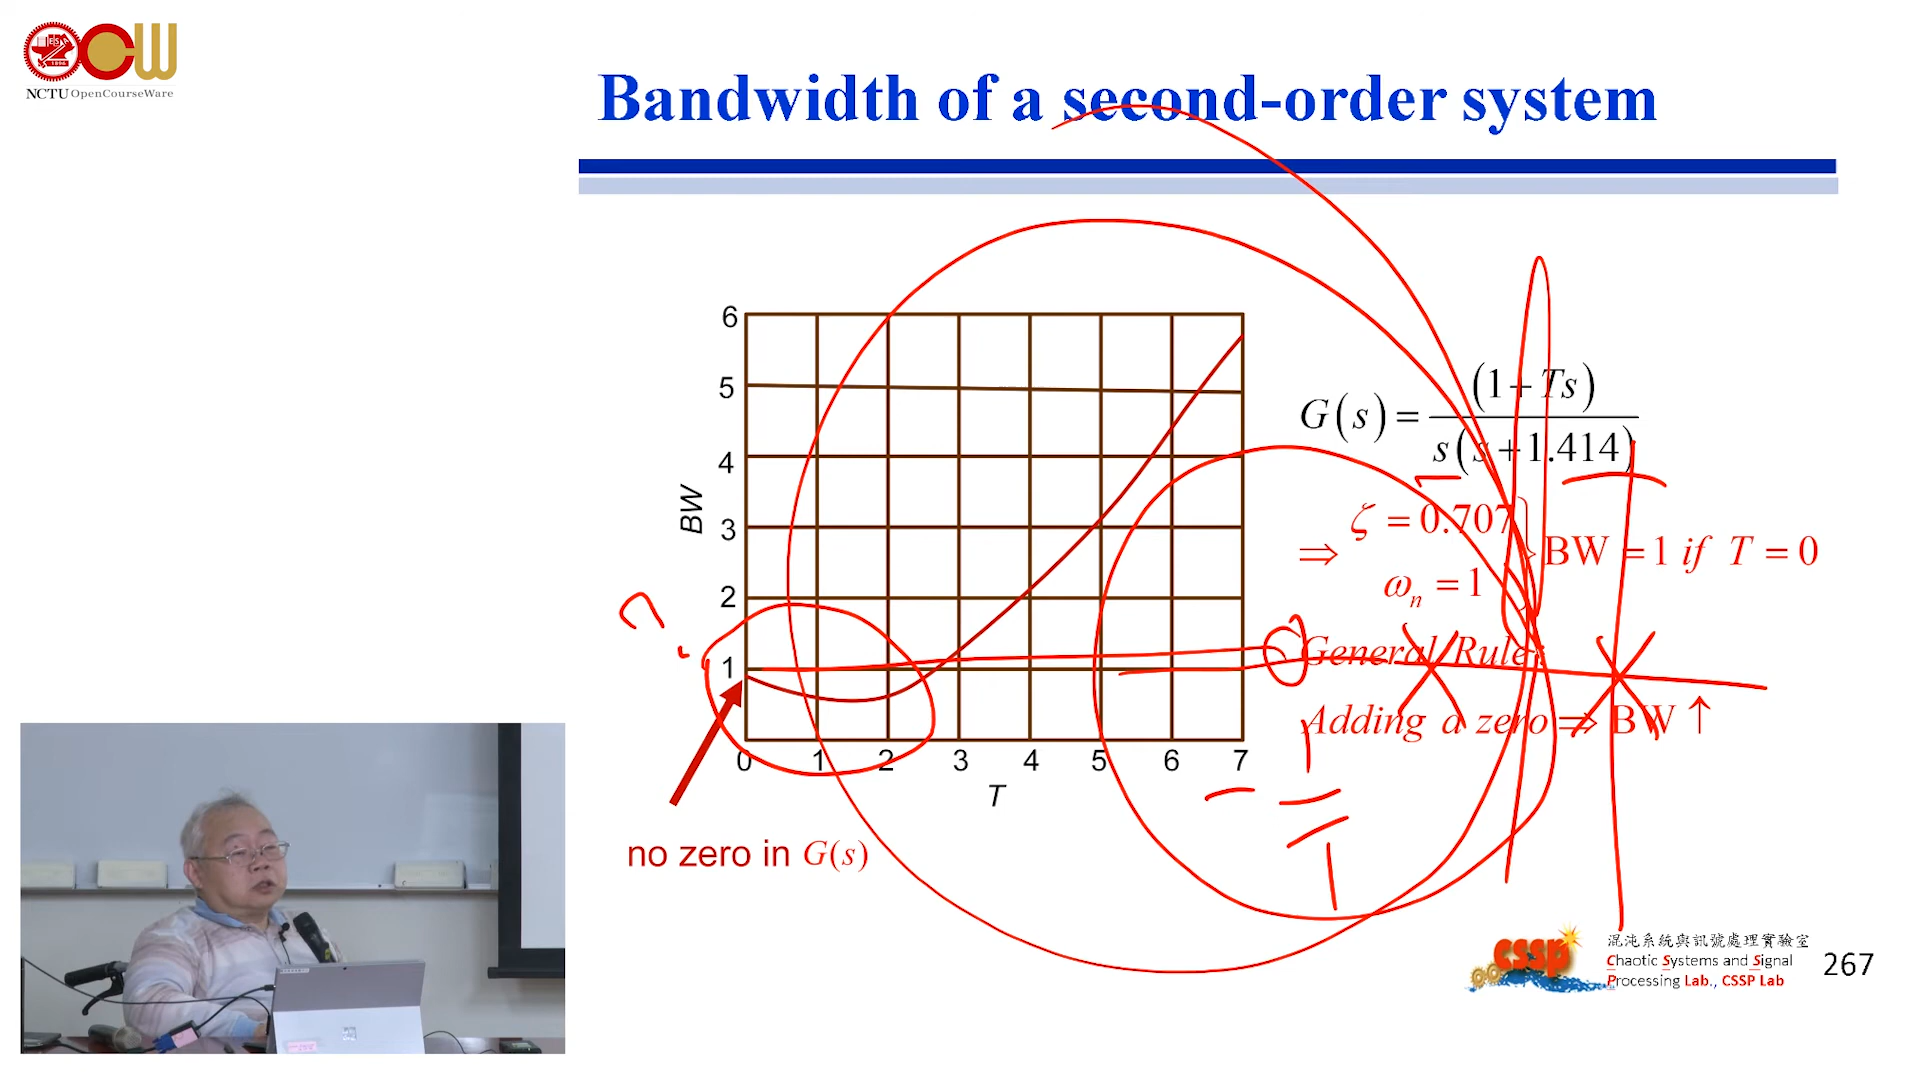 NCTU OpenCourseWare
Bandwidth of a second-order system
6
5
4
3
2
1
BW
0 1 2 3 4 5 6 7
T
no zero in G(s)
G(s) = (1+Ts) / s(s+1.414)
⇒ ζ = 0.707
ωn = 1
} BW = 1 if T = 0
General Rule:
Adding a zero ⇒ BW ↑
cssp
混沌系統與訊號處理實驗室
Chaotic Systems and Signal
Processing Lab., CSSP Lab
267